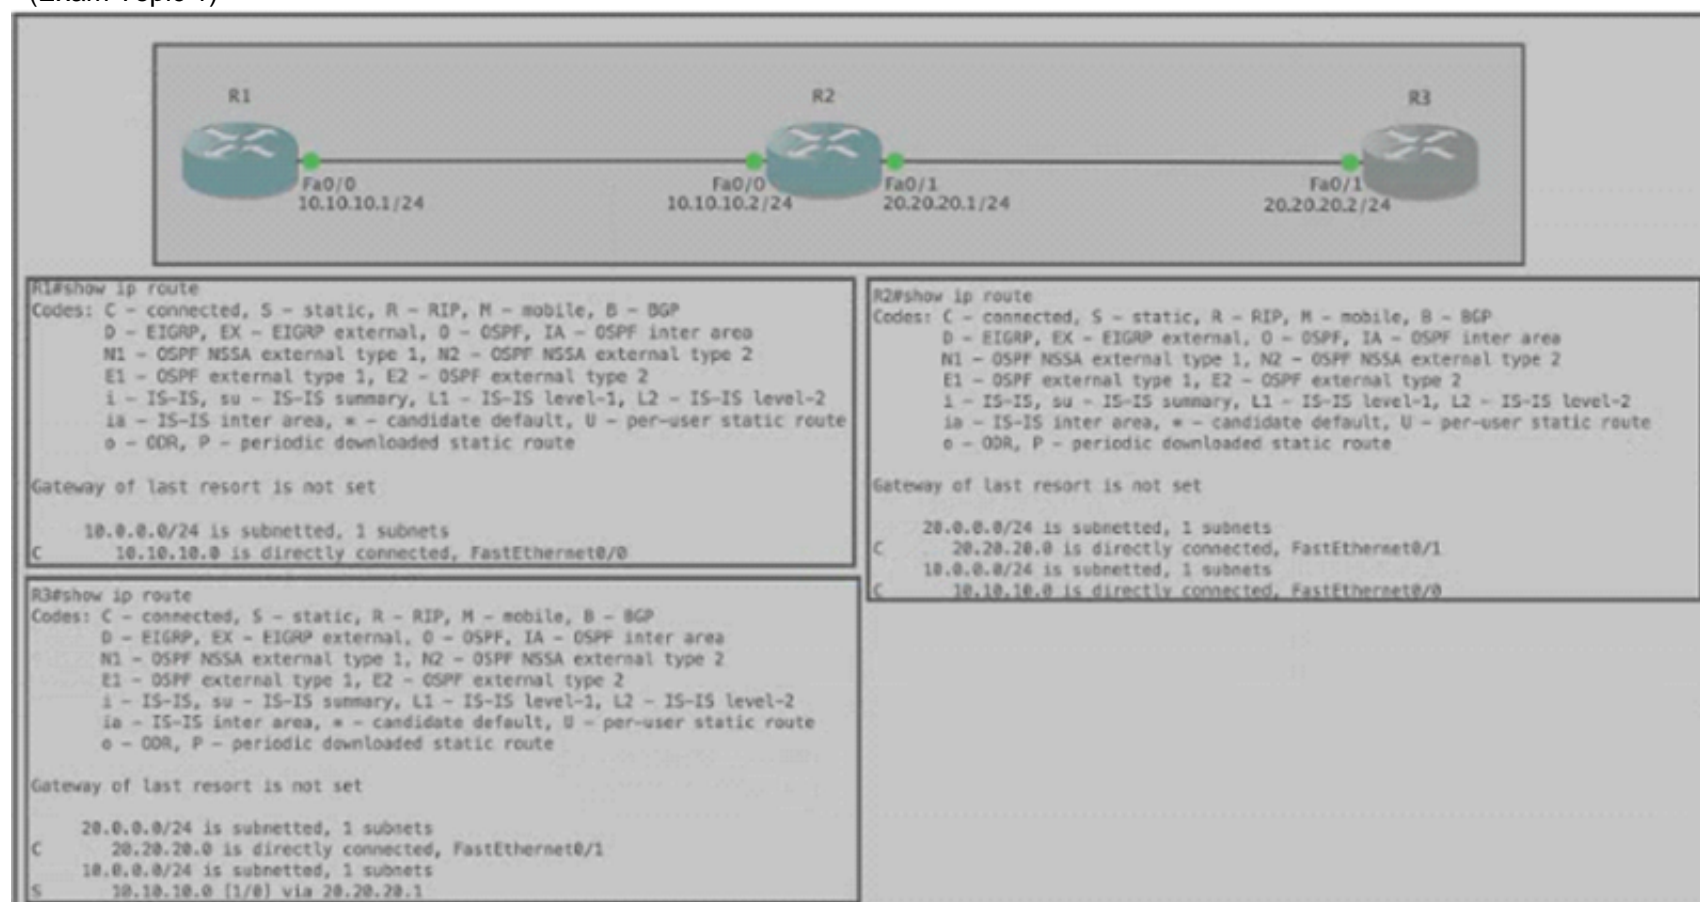 R1
R2
R3
Fa0/0
10.10.10.1/24
Fa0/0
10.10.10.2/24
Fa0/1
20.20.20.1/24
Fa0/1
20.20.20.2/24
R1#show ip route
Codes: C - connected, S - static, R - RIP, M - mobile, B - BGP
D - EIGRP, EX - EIGRP external, O - OSPF, IA - OSPF inter area
N1 - OSPF NSSA external type 1, N2 - OSPF NSSA external type 2
E1 - OSPF external type 1, E2 - OSPF external type 2
i - IS-IS, su - IS-IS summary, L1 - IS-IS level-1, L2 - IS-IS level-2
ia - IS-IS inter area, * - candidate default, U - per-user static route
o - ODR, P - periodic downloaded static route
Gateway of last resort is not set
10.0.0.0/24 is subnetted, 1 subnets
C 10.10.10.0 is directly connected, FastEthernet0/0
R2#show ip route
Codes: C - connected, S - static, R - RIP, M - mobile, B - BGP
D - EIGRP, EX - EIGRP external, O - OSPF, IA - OSPF inter area
N1 - OSPF NSSA external type 1, N2 - OSPF NSSA external type 2
E1 - OSPF external type 1, E2 - OSPF external type 2
i - IS-IS, su - IS-IS summary, L1 - IS-IS level-1, L2 - IS-IS level-2
ia - IS-IS inter area, * - candidate default, U - per-user static route
o - ODR, P - periodic downloaded static route
Gateway of last resort is not set
20.0.0.0/24 is subnetted, 1 subnets
C 20.20.20.0 is directly connected, FastEthernet0/1
10.0.0.0/24 is subnetted, 1 subnets
C 10.10.10.0 is directly connected, FastEthernet0/0
R3#show ip route
Codes: C - connected, S - static, R - RIP, M - mobile, B - BGP
D - EIGRP, EX - EIGRP external, O - OSPF, IA - OSPF inter area
N1 - OSPF NSSA external type 1, N2 - OSPF NSSA external type 2
E1 - OSPF external type 1, E2 - OSPF external type 2
i - IS-IS, su - IS-IS summary, L1 - IS-IS level-1, L2 - IS-IS level-2
ia - IS-IS inter area, * - candidate default, U - per-user static route
o - ODR, P - periodic downloaded static route
Gateway of last resort is not set
20.0.0.0/24 is subnetted, 1 subnets
C 20.20.20.0 is directly connected, FastEthernet0/1
10.0.0.0/24 is subnetted, 1 subnets
S 10.10.10.0 [1/0] via 20.20.20.1